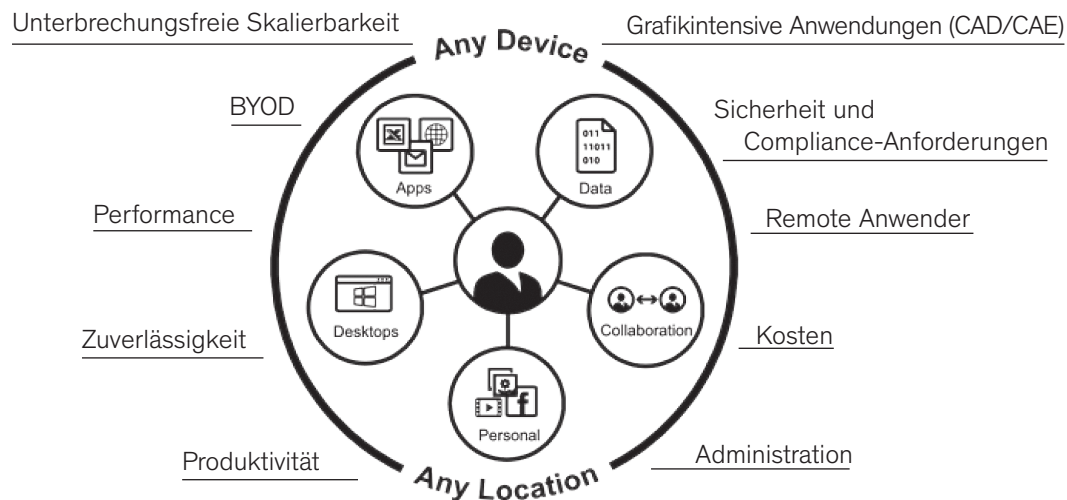 Unterbrechungsfreie Skalierbarkeit
Any Device
Grafikintensive Anwendungen (CAD/CAE)
BYOD
Sicherheit und
Compliance-Anforderungen
011
11011
010
Apps
Data
Performance
Remote Anwender
Desktops
Collaboration
Zuverlässigkeit
Kosten
f
Personal
Produktivität
Administration
Any Location